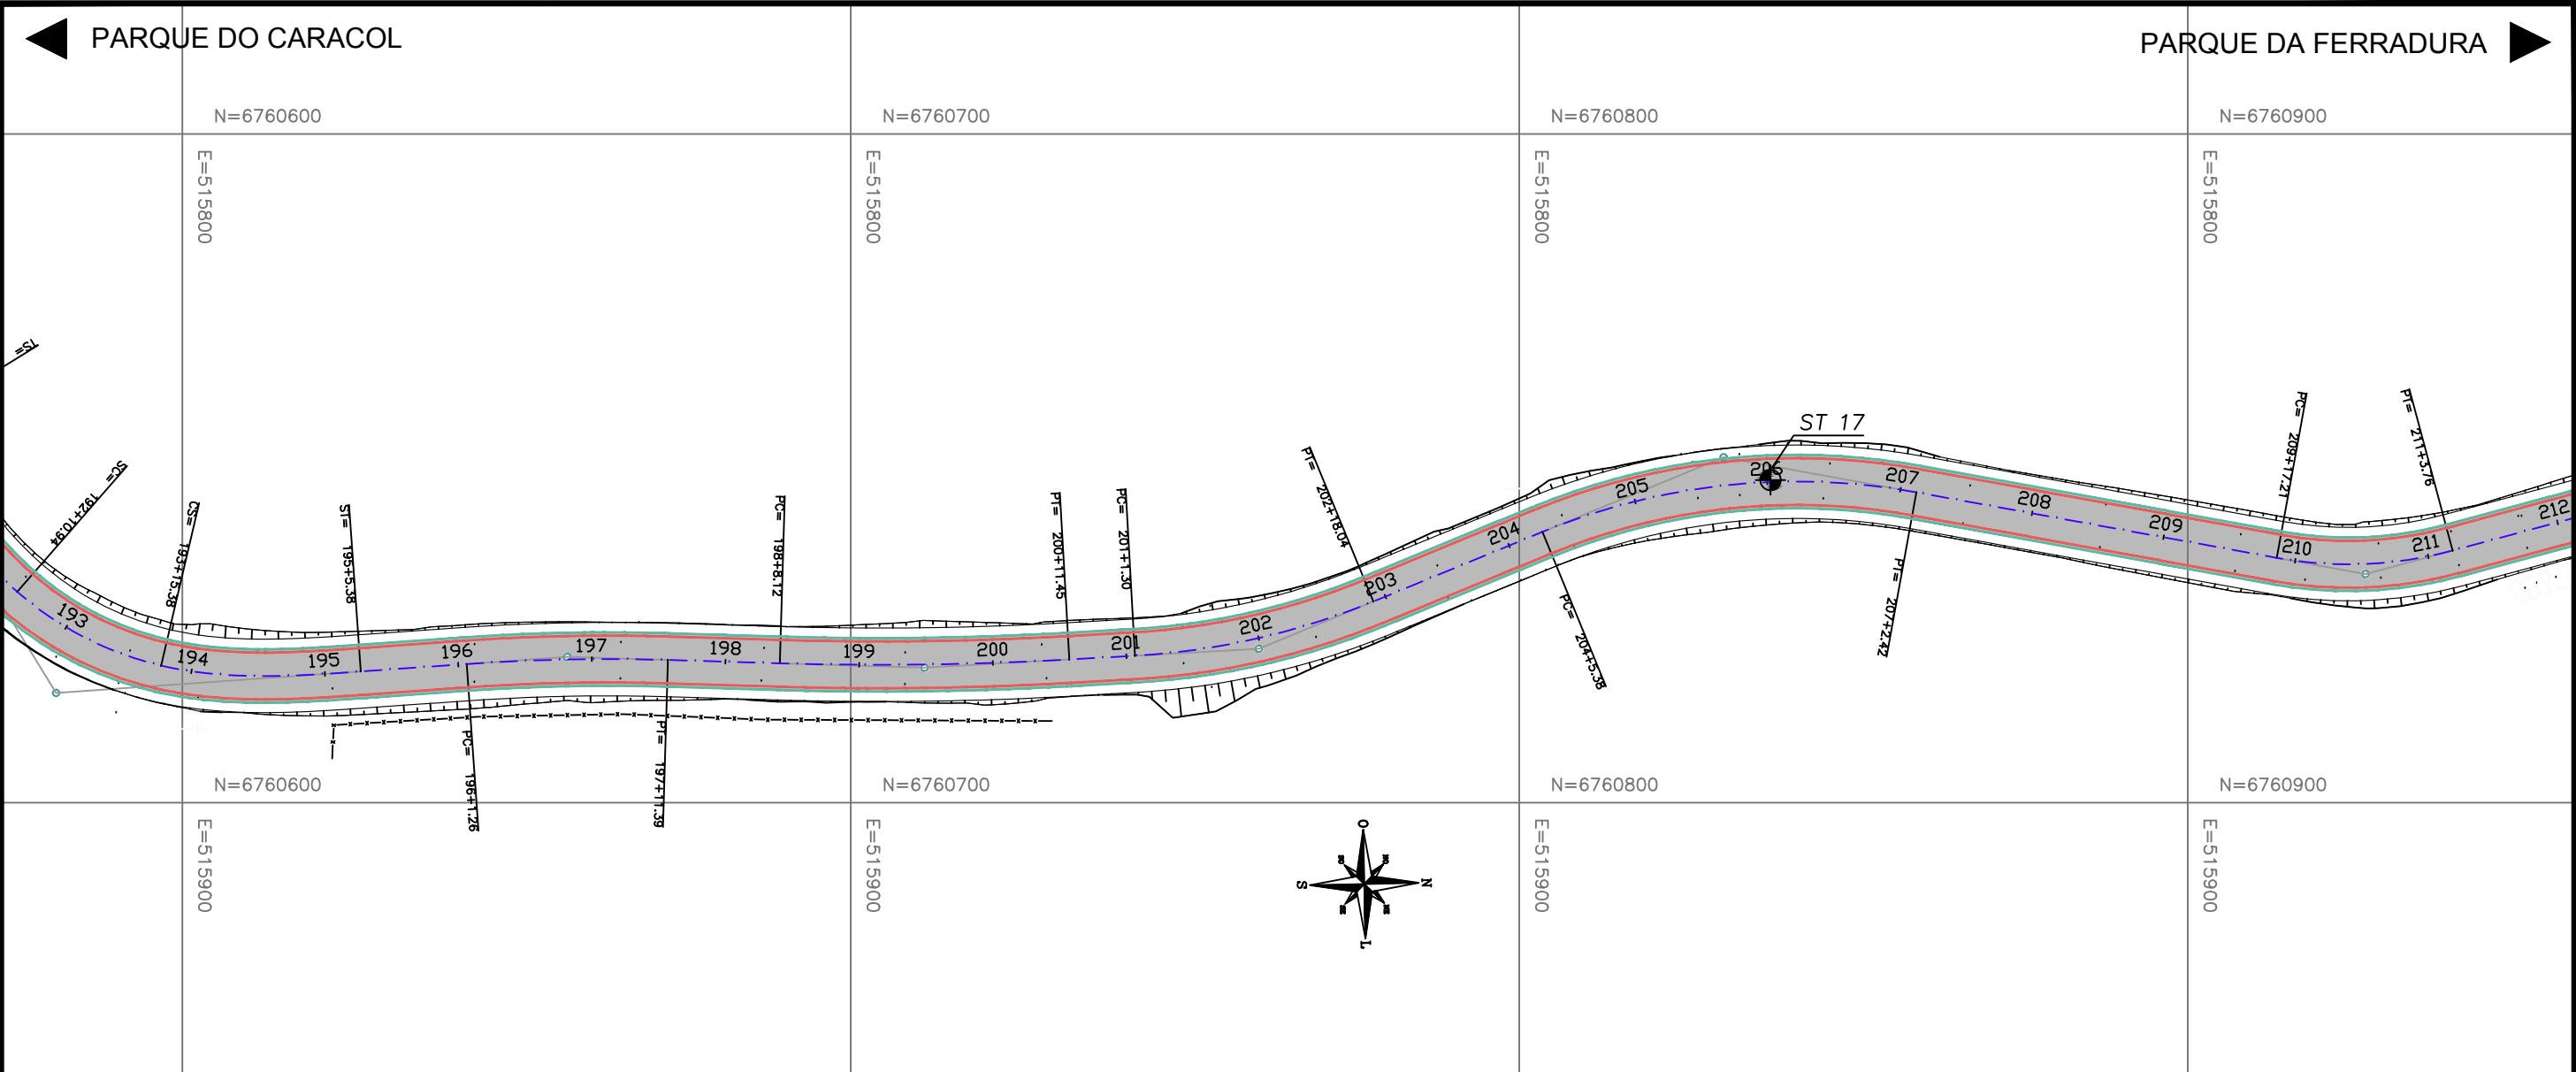 PARQUE DO CARACOL
PARQUE DA FERRADURA
N=6760600
N=6760700
N=6760800
N=6760900
E=515800
E=515800
E=515800
E=515800
TS=
SC= 192+10.94
CS= 193+15.38
ST= 195+5.38
PC= 198+8.12
PT= 200+11.45
PC= 201+1.30
PT= 202+18.04
ST 17
PC= 209+17.21
PT= 211+3.76
193
194
195
196
197
198
199
200
201
202
203
204
205
206
207
208
209
210
211
212
PC= 196+1.26
PT= 197+11.39
PC= 204+5.38
PT= 207+2.42
N=6760600
N=6760700
N=6760800
N=6760900
E=515900
E=515900
E=515900
E=515900
O
SO
NO
S
N
SE
NE
L